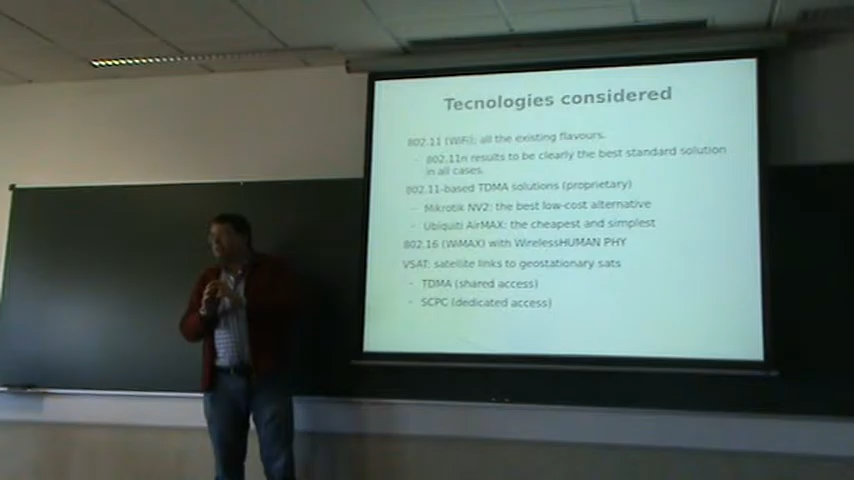 Tecnologies considered
802.11 (WiFi): all the existing flavours.
- 802.11n results to be clearly the best standard solution
in all cases.
802.11-based TDMA solutions (proprietary)
- Mikrotik NV2: the best low-cost alternative
- Ubiquiti AirMAX: the cheapest and simplest
802.16 (WiMAX) with WirelessHUMAN PHY
VSAT: satellite links to geostationary sats
- TDMA (shared access)
- SCPC (dedicated access)